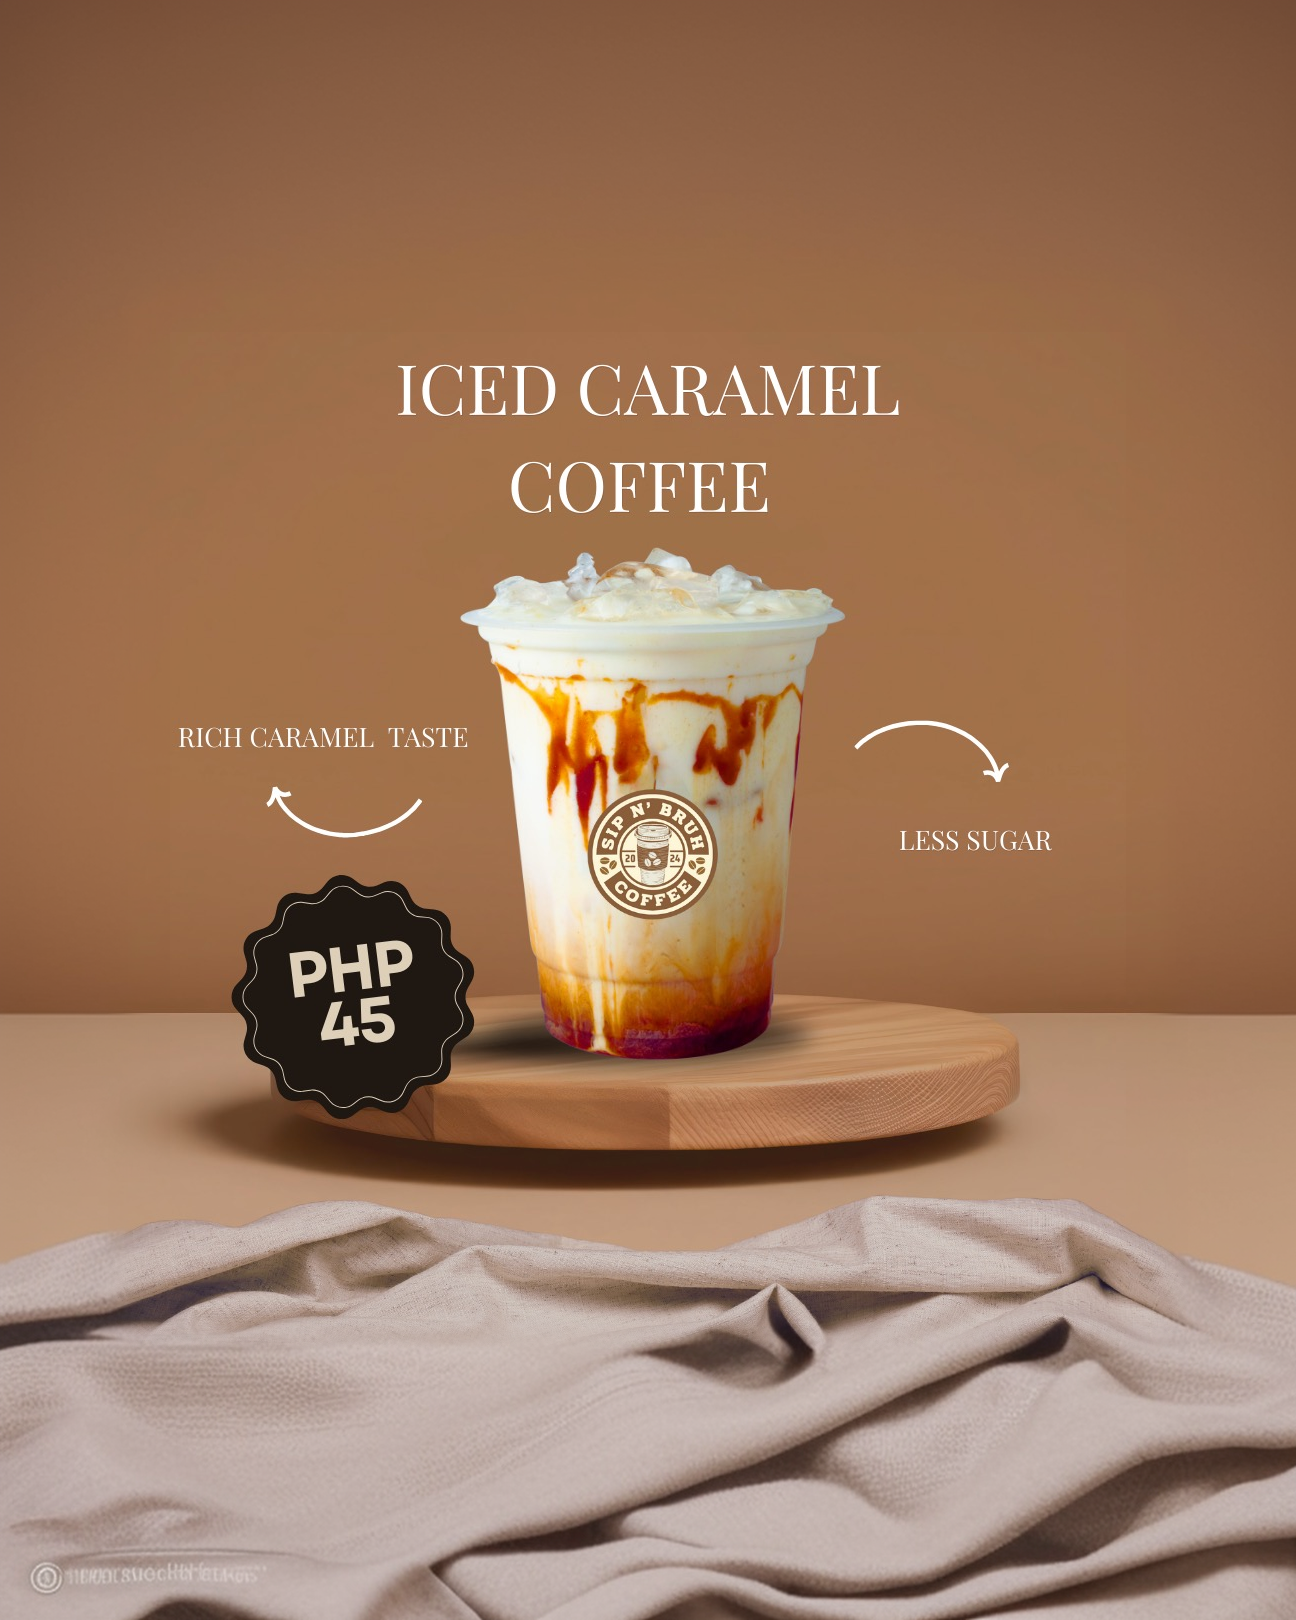 ICED CARAMEL
COFFEE
RICH CARAMEL  TASTE
LESS SUGAR
SIP N' BRUH
20 24
COFFEE
PHP
45